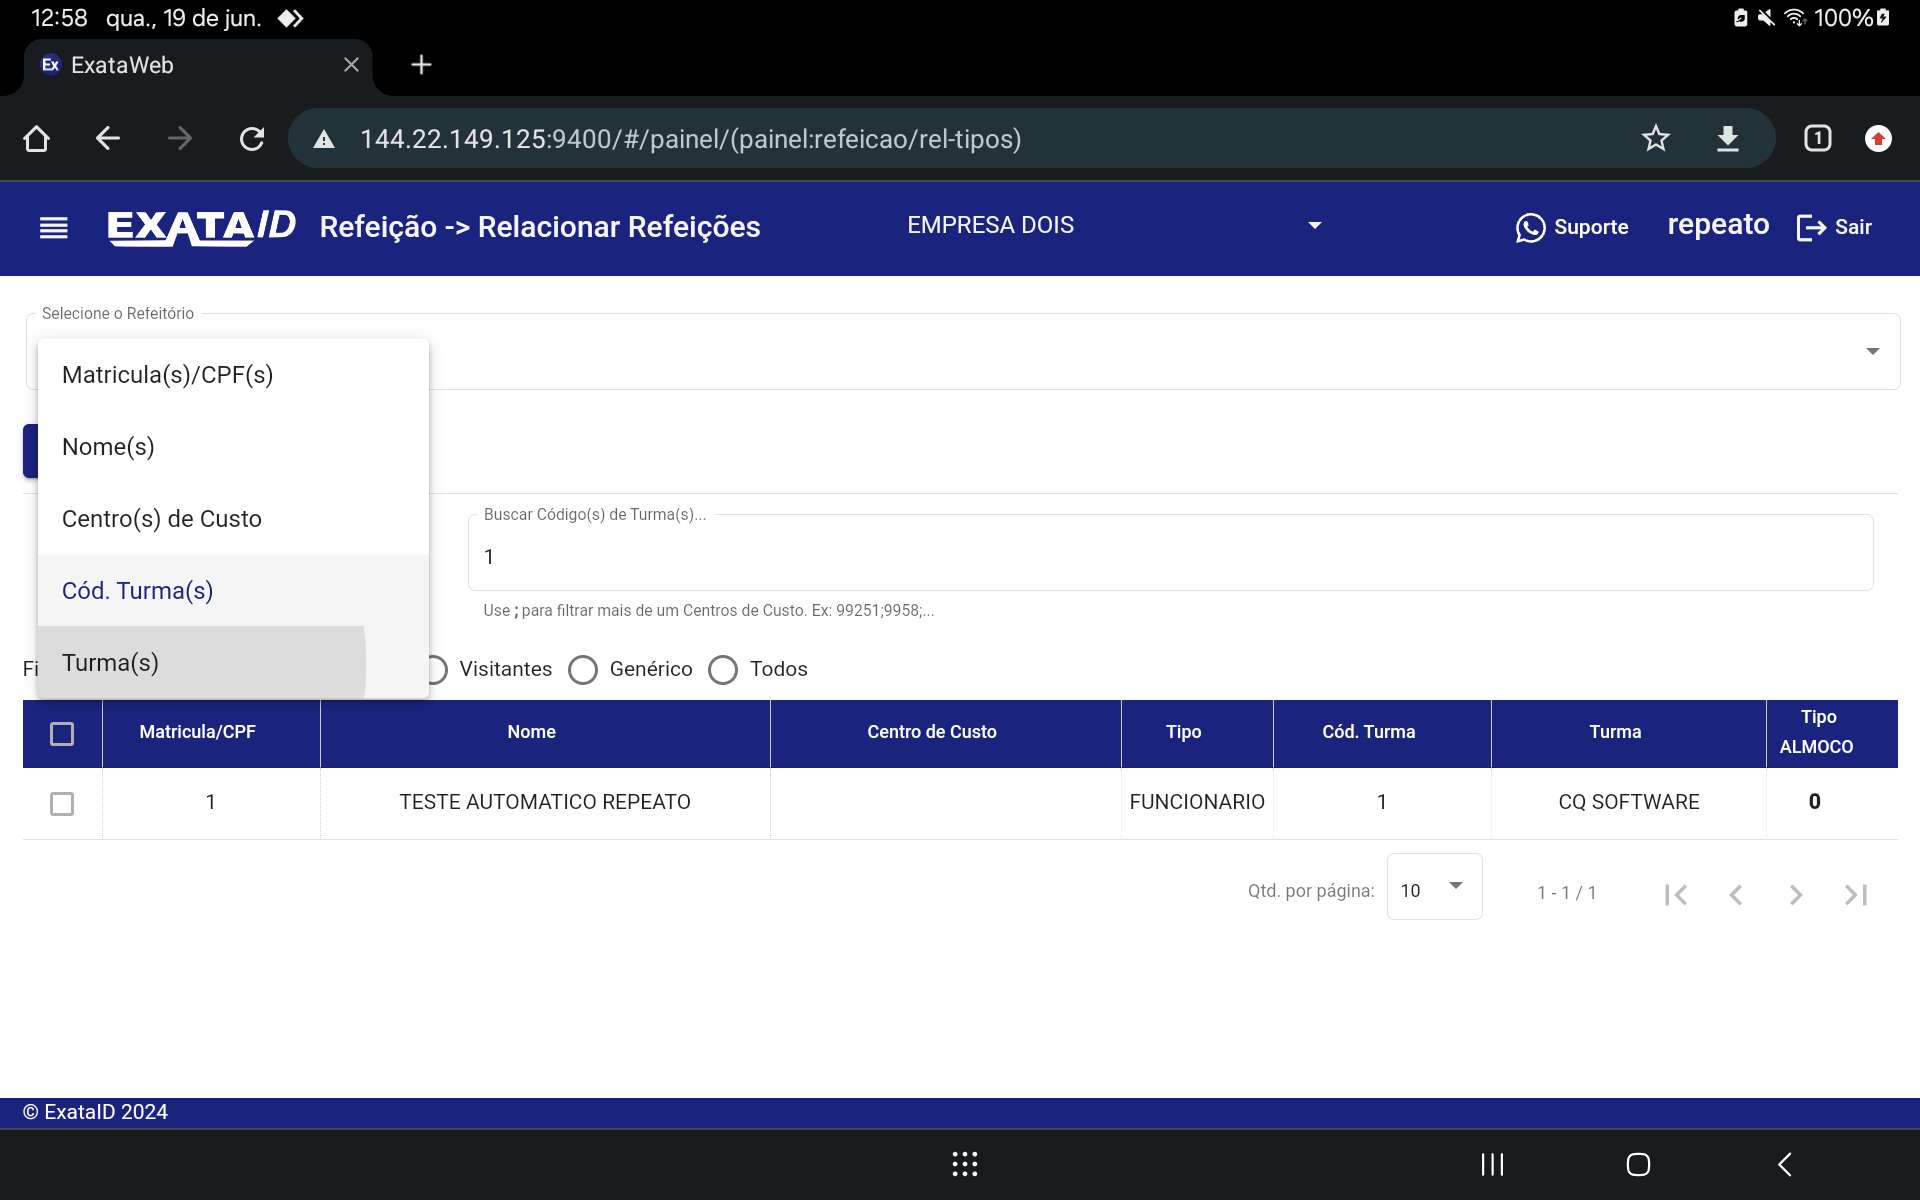 12:58 qua., 19 de jun. 100%
Ex ExataWeb
144.22.149.125:9400/#/painel/(painel:refeicao/rel-tipos) 1
EXATAID Refeição -> Relacionar Refeições EMPRESA DOIS Suporte repeato Sair
Selecione o Refeitório
Matricula(s)/CPF(s)
Nome(s)
Centro(s) de Custo
Cód. Turma(s)
Turma(s)
Buscar Código(s) de Turma(s)...
1
Use ; para filtrar mais de um Centros de Custo. Ex: 99251;9958;...
Fi Visitantes Genérico Todos
Matricula/CPF Nome Centro de Custo Tipo Cód. Turma Turma Tipo ALMOCO
1 TESTE AUTOMATICO REPEATO FUNCIONARIO 1 CQ SOFTWARE 0
Qtd. por página: 10 1 - 1 / 1
© ExataID 2024